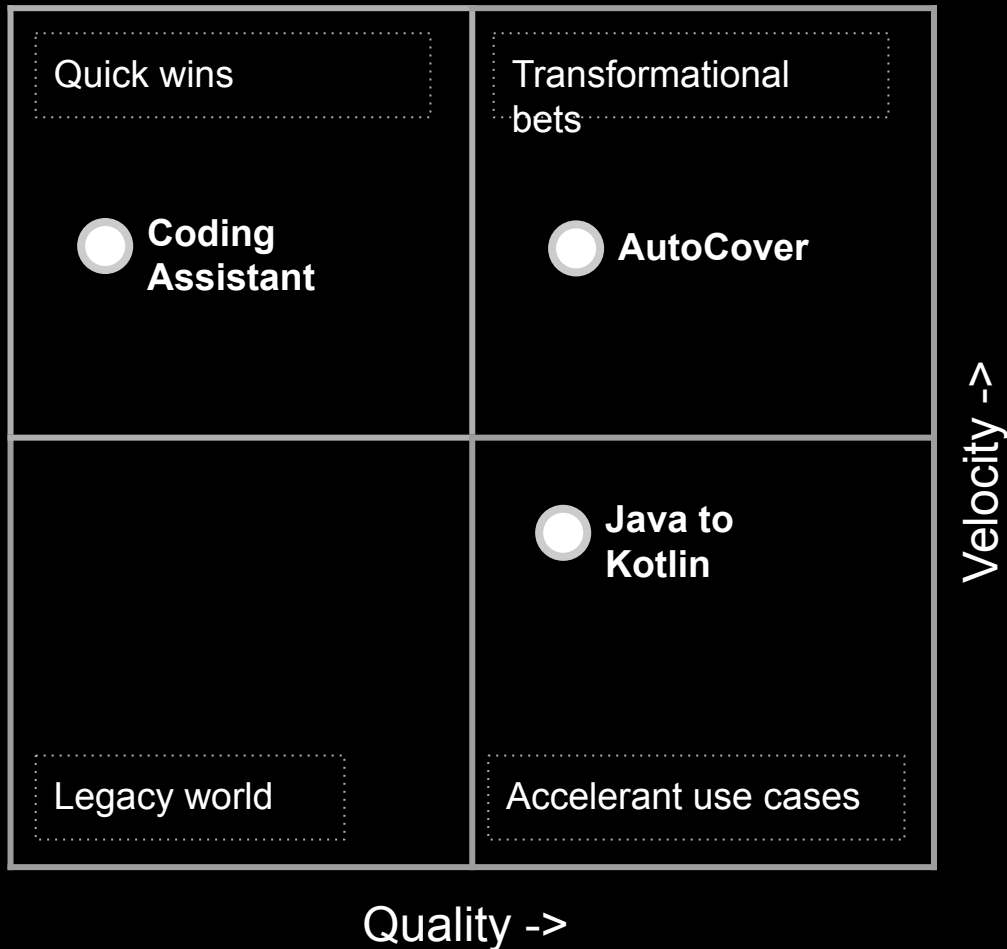 Quick wins
Transformational
bets
Coding
Assistant
AutoCover
Velocity ->
Java to
Kotlin
Legacy world
Accelerant use cases
Quality ->